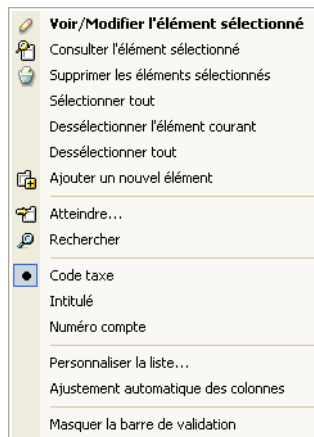 Voir/Modifier l'élément sélectionné
Consulter l'élément sélectionné
Supprimer les éléments sélectionnés
Sélectionner tout
Dessélectionner l'élément courant
Dessélectionner tout
Ajouter un nouvel élément
Atteindre...
Rechercher
Code taxe
Intitulé
Numéro compte
Personnaliser la liste...
Ajustement automatique des colonnes
Masquer la barre de validation